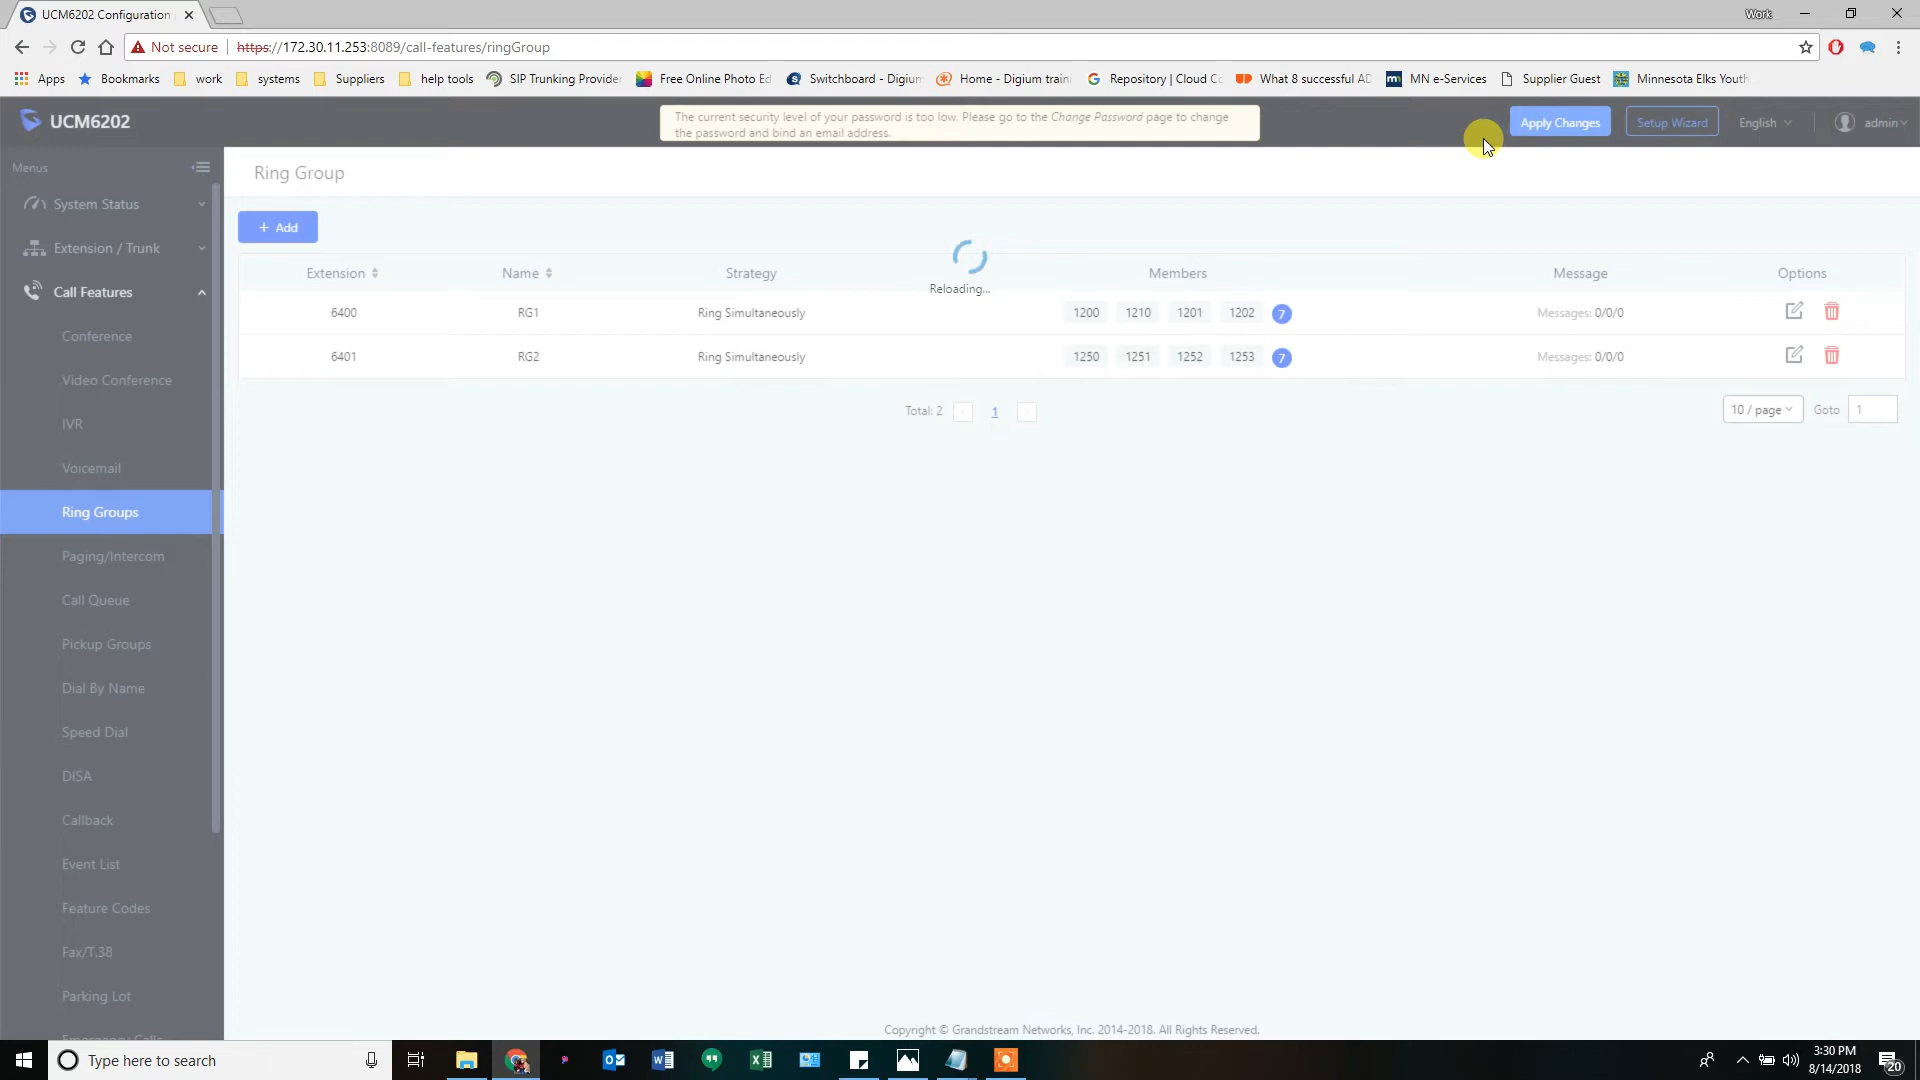 UCM6202 Configuration
Work
Not secure
https://172.30.11.253:8089/call-features/ringGroup
Apps
Bookmarks
work
systems
Suppliers
help tools
SIP Trunking Provide
Free Online Photo Ed
Switchboard - Digium
Home - Digium train
Repository | Cloud Co
What 8 successful AD
MN e-Services
Supplier Guest
Minnesota Elks Youth
UCM6202
The current security level of your password is too low. Please go to the Change Password page to change
the password and bind an email address.
Apply Changes
Setup Wizard
English
admin
Menus
System Status
Extension / Trunk
Call Features
Conference
Video Conference
IVR
Voicemail
Ring Groups
Paging/Intercom
Call Queue
Pickup Groups
Dial By Name
Speed Dial
DISA
Callback
Event List
Feature Codes
Fax/T.38
Parking Lot
Emergency Calls
Ring Group
+ Add
Reloading...
Extension Name Strategy Members Message Options
6400 RG1 Ring Simultaneously 1200 1210 1201 1202 7 Messages: 0/0/0
6401 RG2 Ring Simultaneously 1250 1251 1252 1253 7 Messages: 0/0/0
Total: 2 < 1 >
10 / page Goto 1
Copyright © Grandstream Networks, Inc. 2014-2018. All Rights Reserved.
Type here to search
3:30 PM
8/14/2018
20